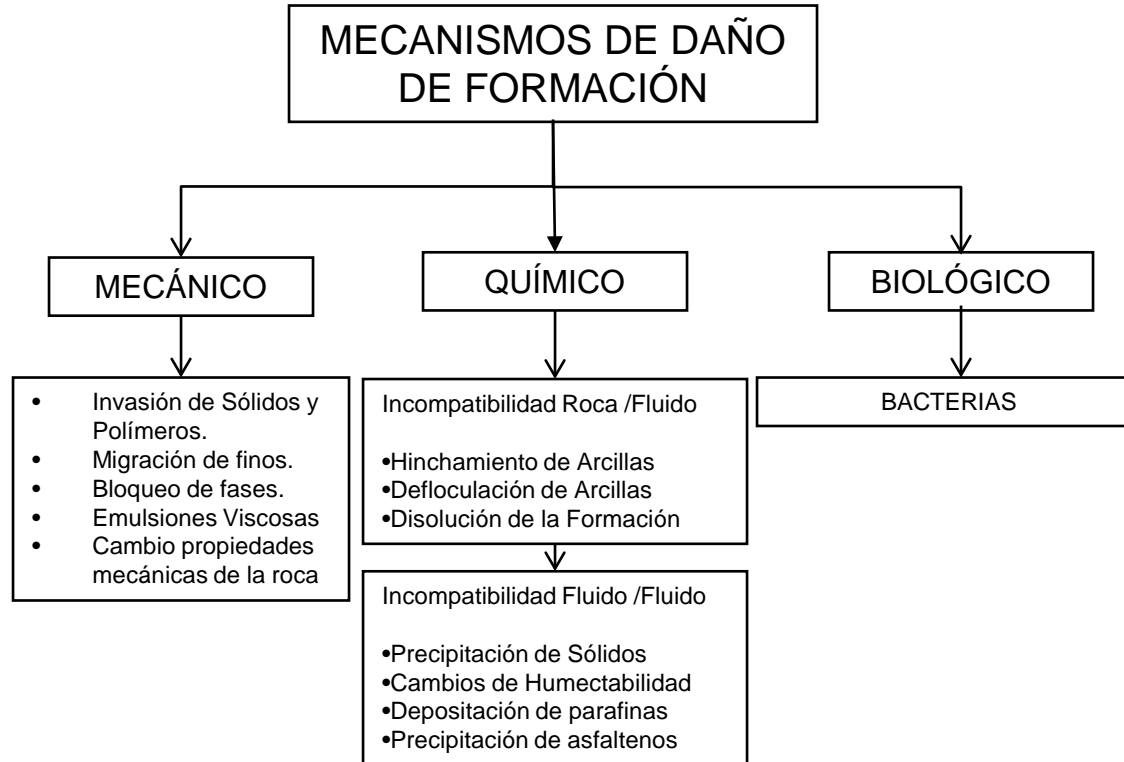 MECANISMOS DE DAÑO
DE FORMACIÓN
MECÁNICO
QUÍMICO
BIOLÓGICO
• Invasión de Sólidos y
Polímeros.
• Migración de finos.
• Bloqueo de fases.
• Emulsiones Viscosas
• Cambio propiedades
mecánicas de la roca
Incompatibilidad Roca /Fluido
•Hinchamiento de Arcillas
•Defloculación de Arcillas
•Disolución de la Formación
Incompatibilidad Fluido /Fluido
•Precipitación de Sólidos
•Cambios de Humectabilidad
•Depositación de parafinas
•Precipitación de asfaltenos
BACTERIAS